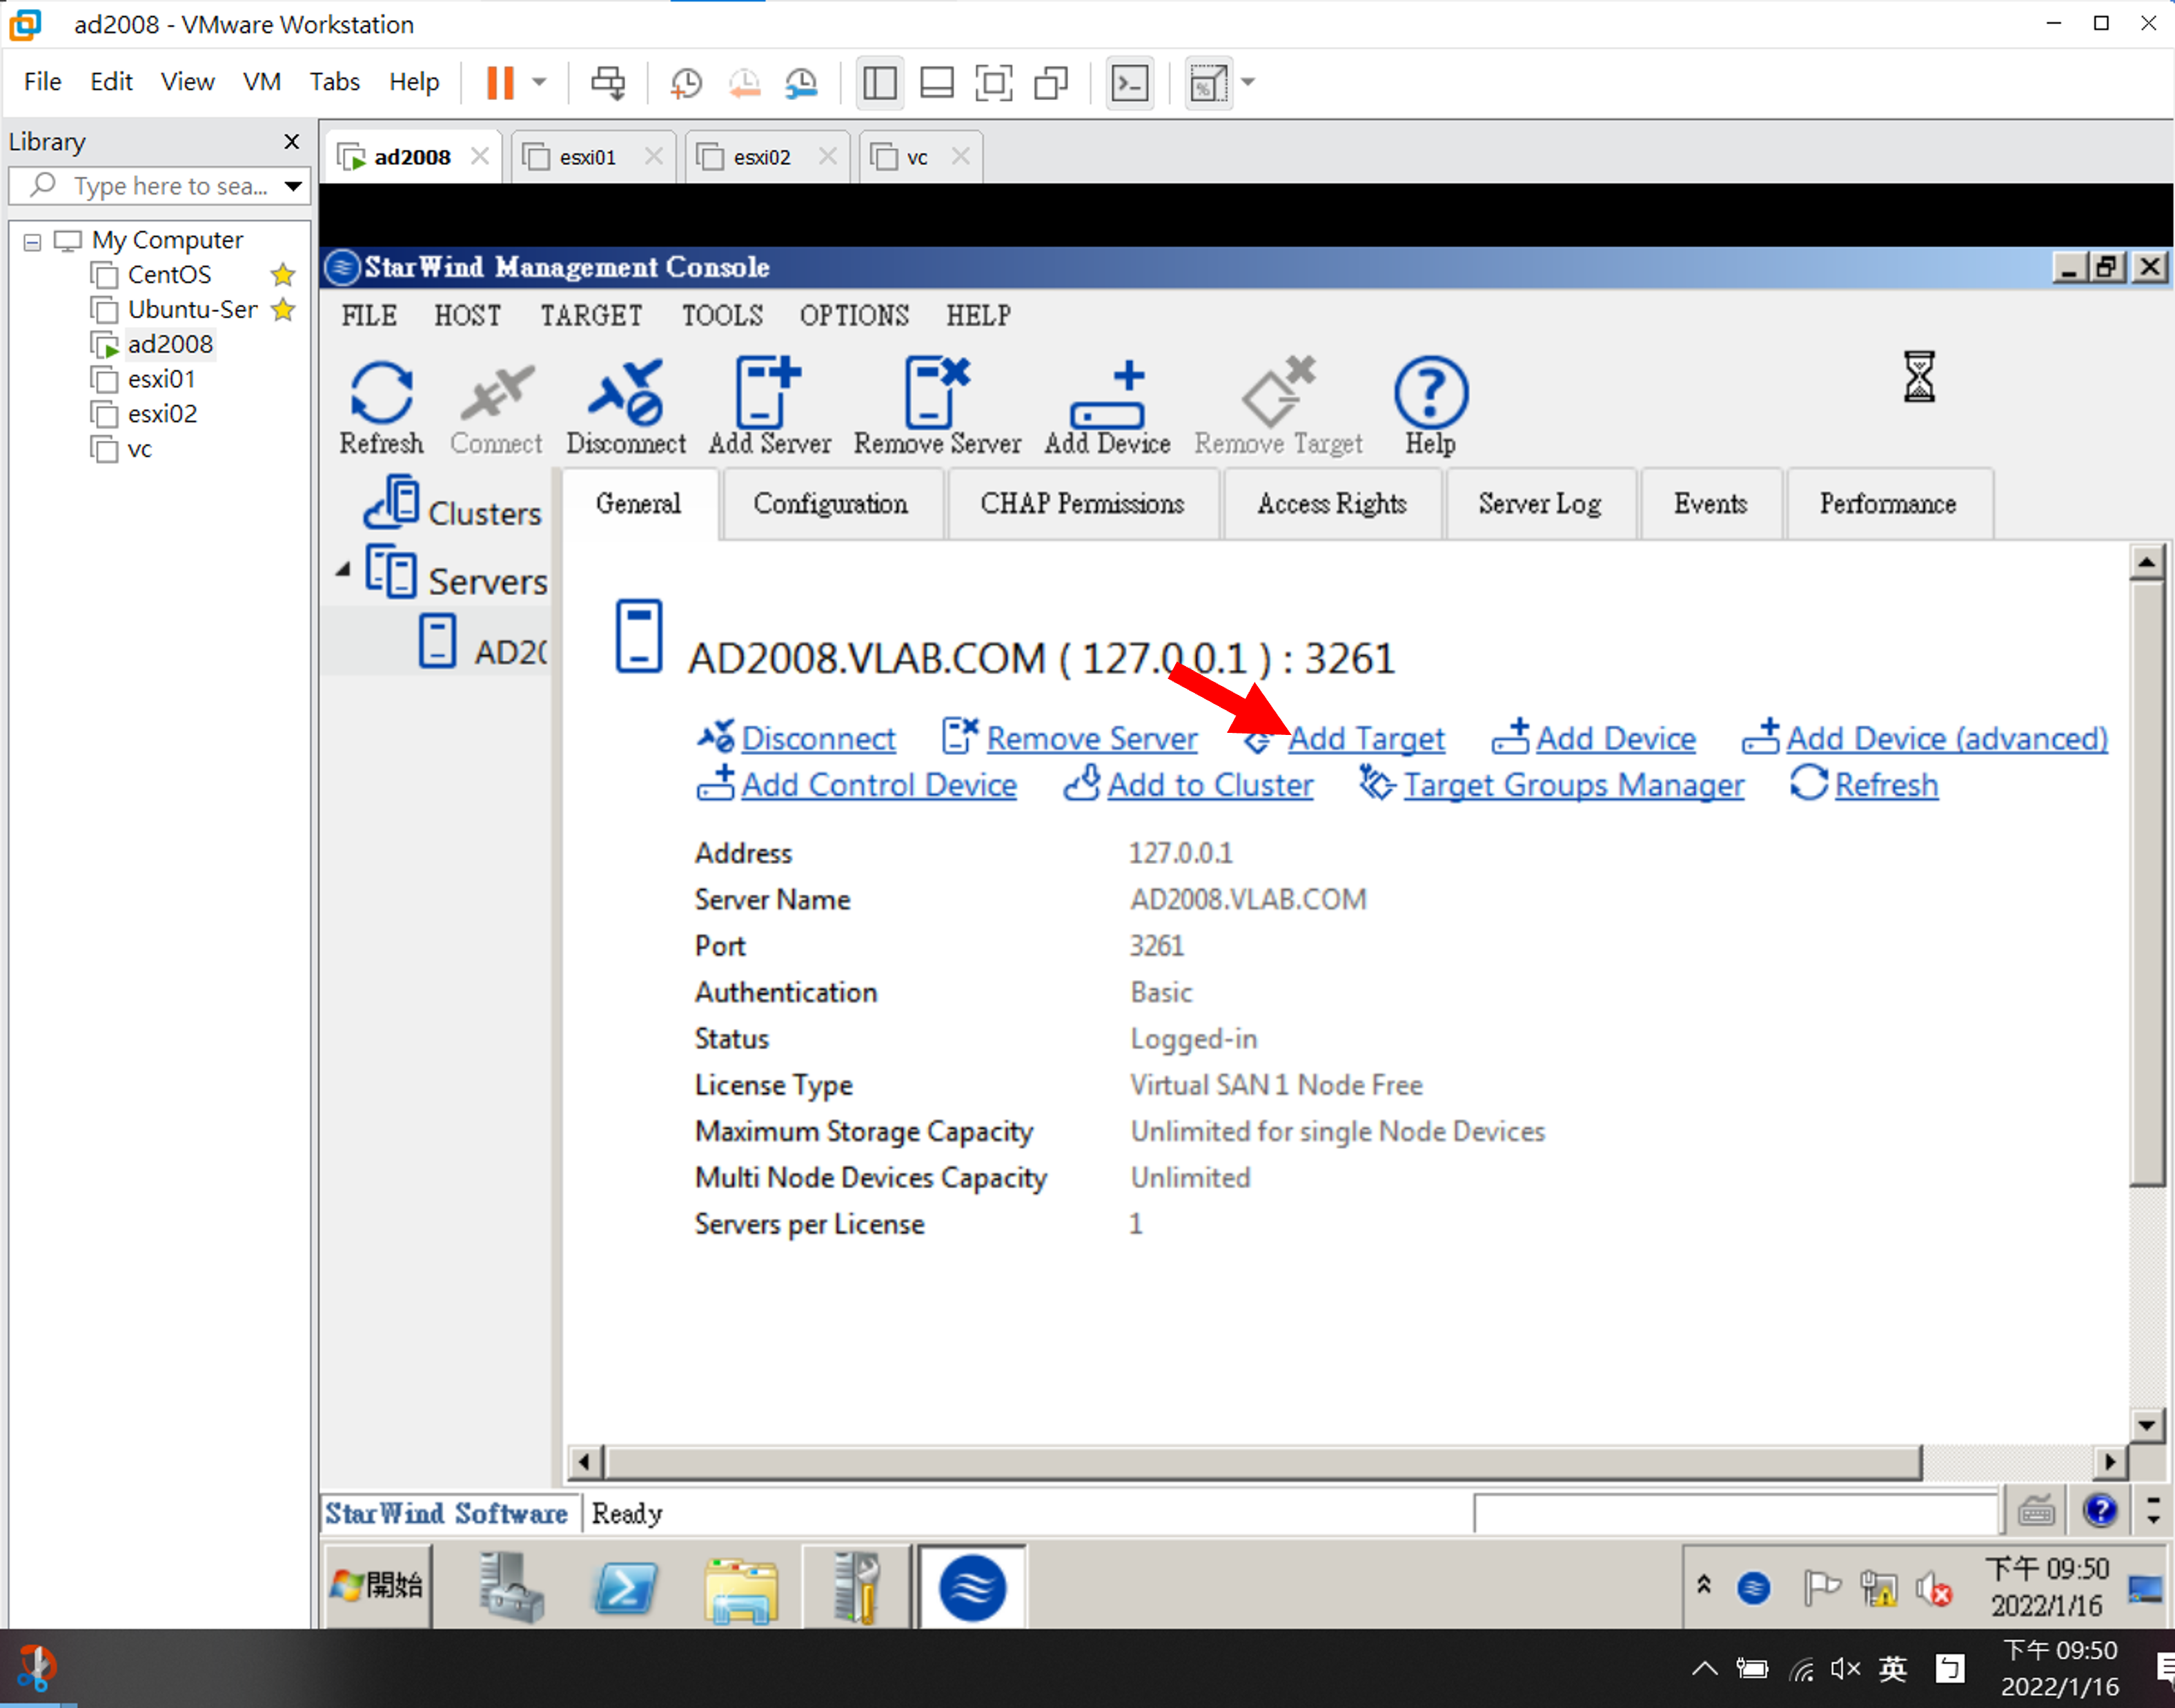 ad2008 - VMware Workstation
File Edit View VM Tabs Help
Library
ad2008 esxi01 esxi02 vc
Type here to sea...
My Computer
CentOS
Ubuntu-Ser
ad2008
esxi01
esxi02
vc
StarWind Management Console
FILE HOST TARGET TOOLS OPTIONS HELP
Refresh Connect Disconnect Add Server Remove Server Add Device Remove Target Help
Clusters
Servers
AD20
General Configuration CHAP Permissions Access Rights Server Log Events Performance
AD2008.VLAB.COM ( 127.0.0.1 ) : 3261
Disconnect Remove Server Add Target Add Device Add Device (advanced)
Add Control Device Add to Cluster Target Groups Manager Refresh
Address 127.0.0.1
Server Name AD2008.VLAB.COM
Port 3261
Authentication Basic
Status Logged-in
License Type Virtual SAN 1 Node Free
Maximum Storage Capacity Unlimited for single Node Devices
Multi Node Devices Capacity Unlimited
Servers per License 1
StarWind Software Ready
開始
下午 09:50
2022/1/16
英 ㄅ
下午 09:50
2022/1/16